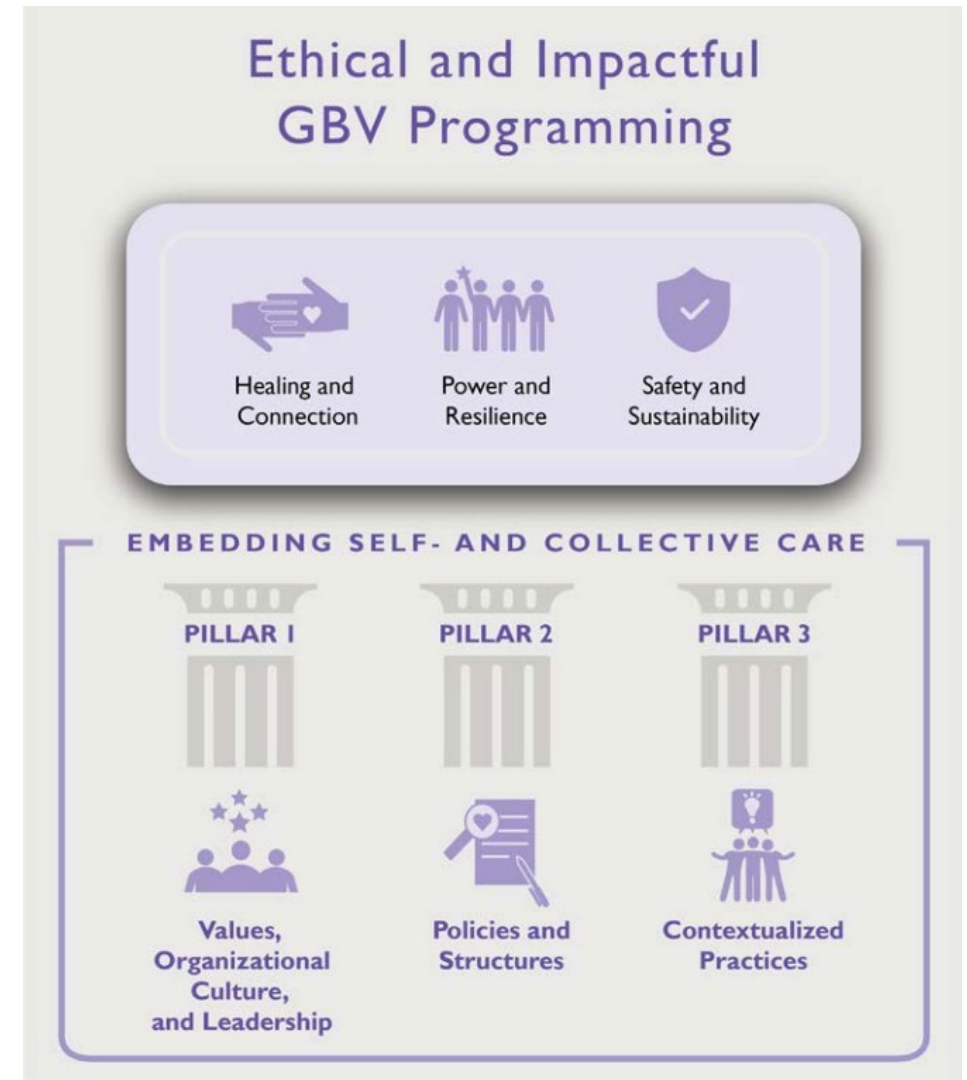 Ethical and Impactful
GBV Programming
Healing and
Connection
Power and
Resilience
Safety and
Sustainability
EMBEDDING SELF- AND COLLECTIVE CARE
PILLAR 1
Values,
Organizational
Culture,
and Leadership
PILLAR 2
Policies and
Structures
PILLAR 3
Contextualized
Practices